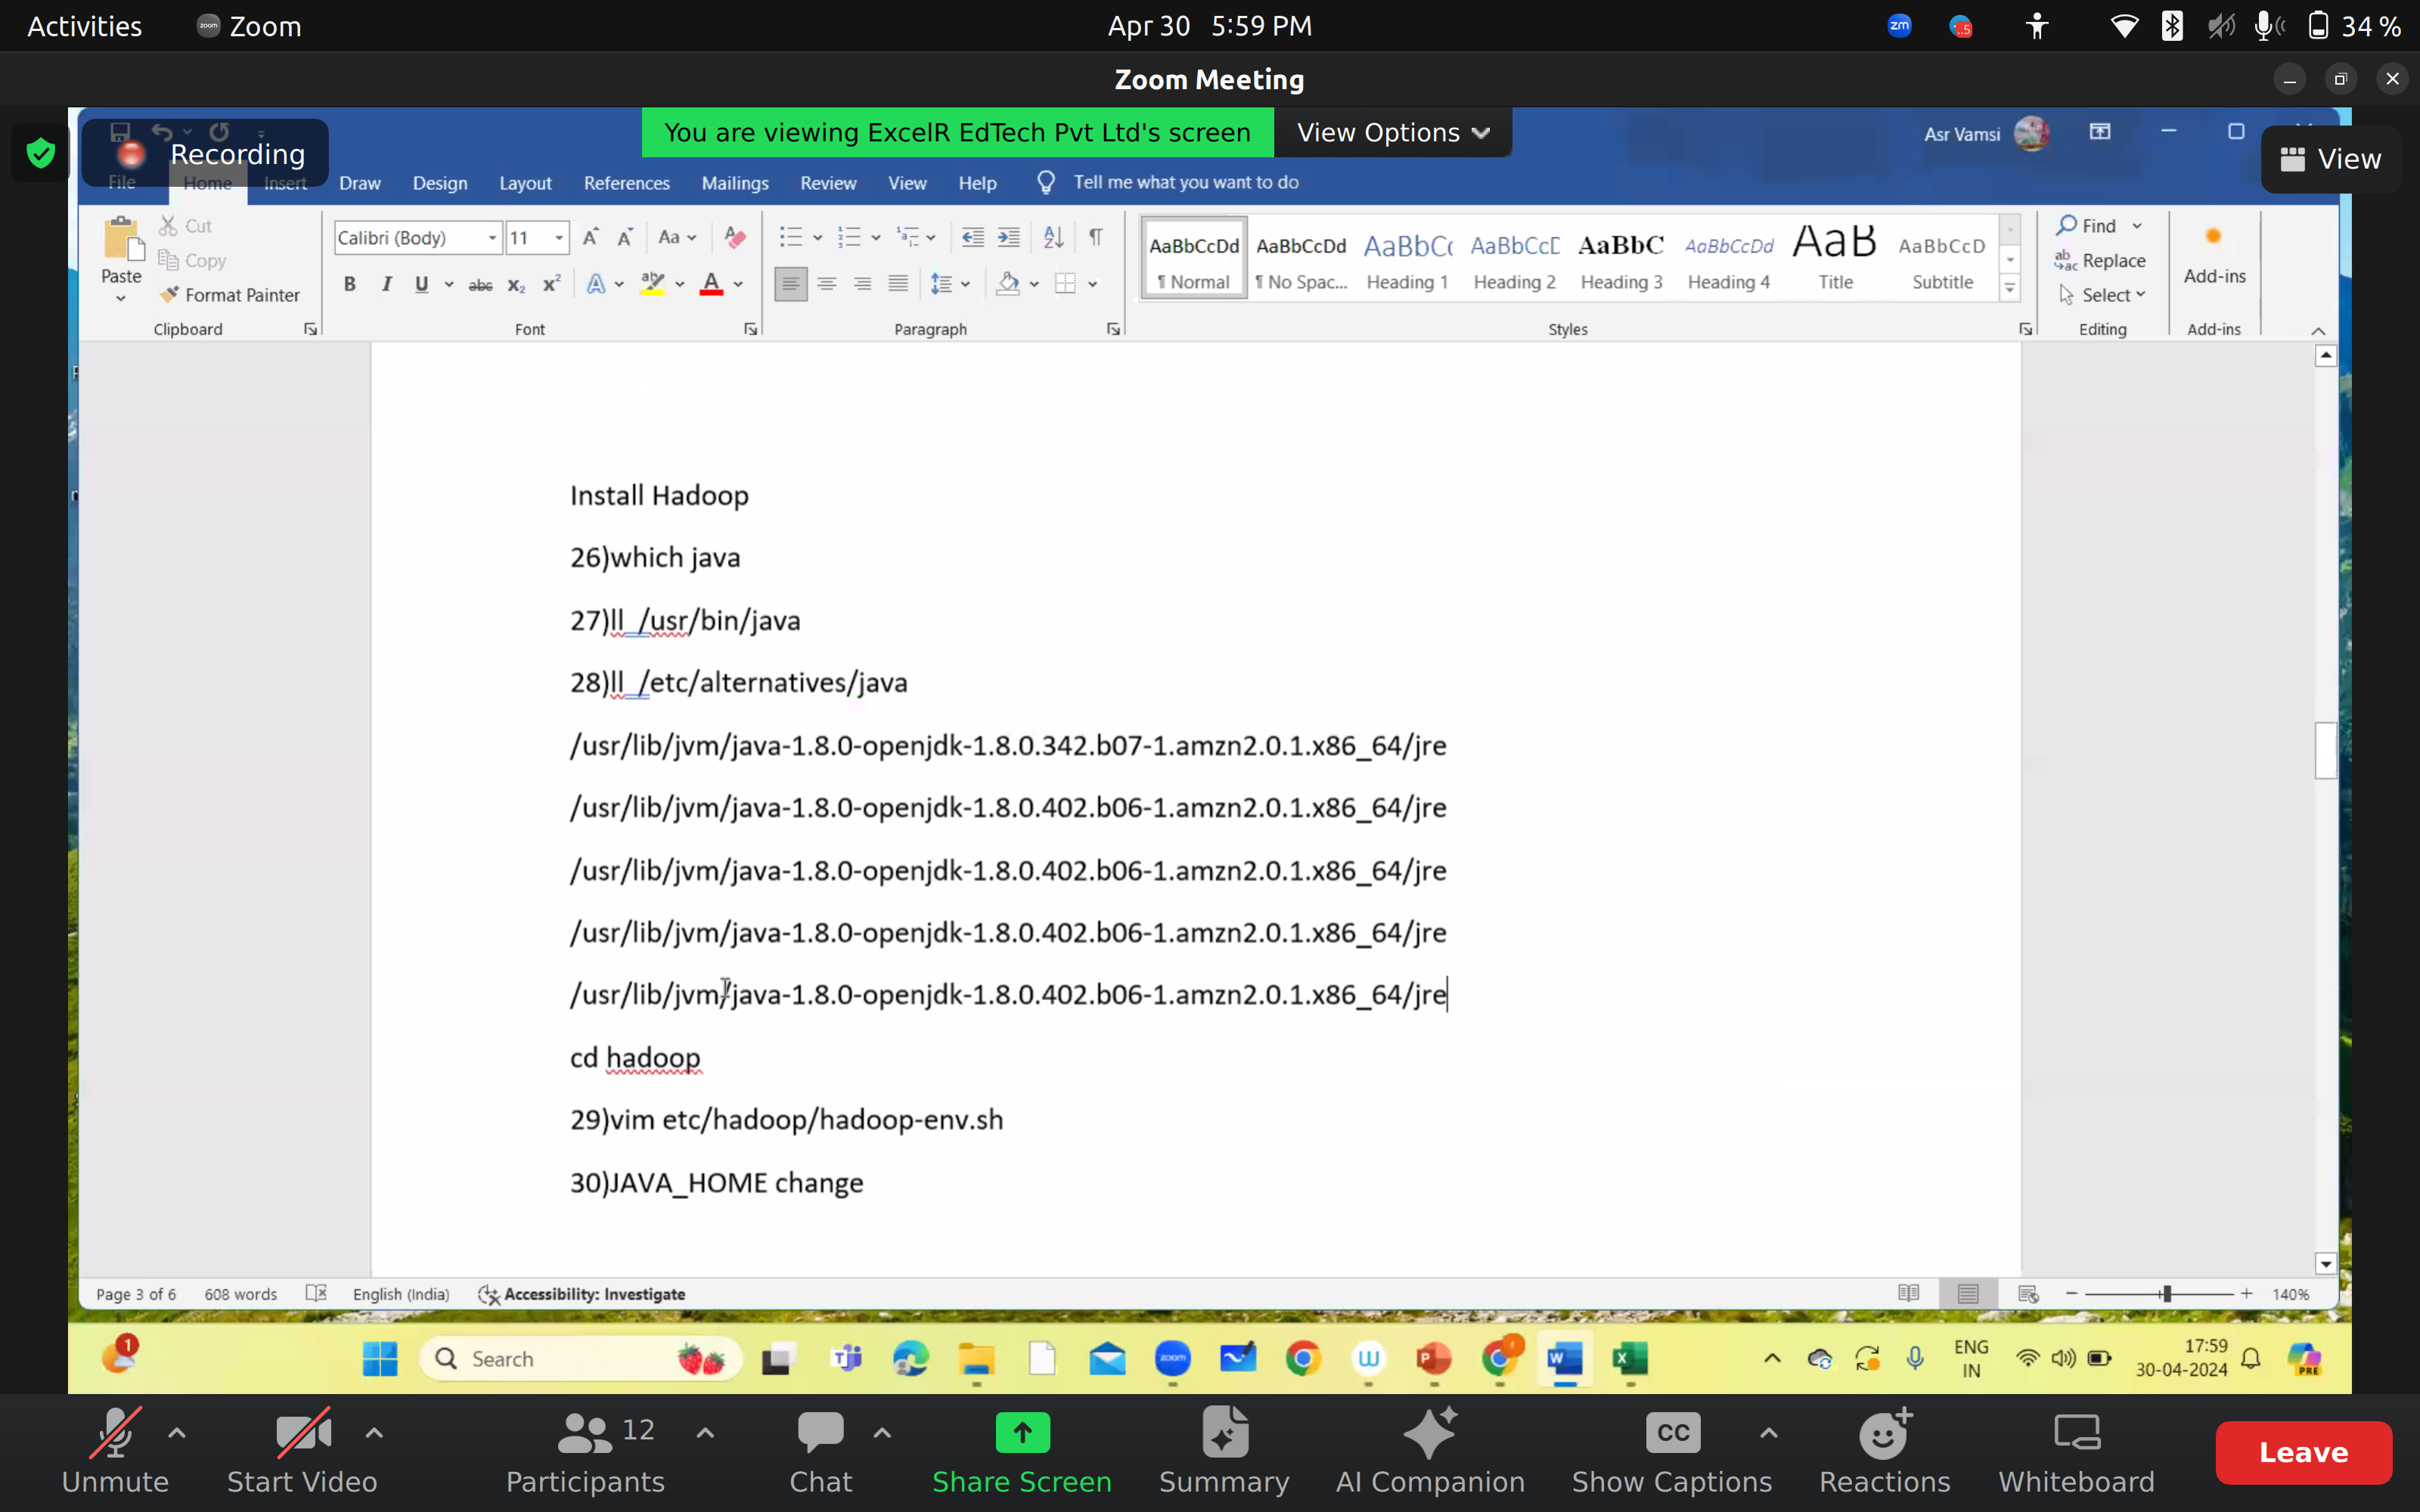 Activities
Zoom
Apr 30 5:59 PM
34 %
Zoom Meeting
Recording
You are viewing ExcelR EdTech Pvt Ltd's screen
View Options
Asr Vamsi
View
File Home Insert Draw Design Layout References Mailings Review View Help Tell me what you want to do
Paste
Cut
Copy
Format Painter
Clipboard
Calibri (Body) 11
Font
Paragraph
AaBbCcDd AaBbCcDd AaBbC AaBbCcD AaBbC AaBbCcDd AaB AaBbCcD
¶ Normal ¶ No Spac... Heading 1 Heading 2 Heading 3 Heading 4 Title Subtitle
Styles
Find
Replace
Select
Editing
Add-ins
Add-ins
Install Hadoop
26)which java
27)ll /usr/bin/java
28)ll /etc/alternatives/java
/usr/lib/jvm/java-1.8.0-openjdk-1.8.0.342.b07-1.amzn2.0.1.x86_64/jre
/usr/lib/jvm/java-1.8.0-openjdk-1.8.0.402.b06-1.amzn2.0.1.x86_64/jre
/usr/lib/jvm/java-1.8.0-openjdk-1.8.0.402.b06-1.amzn2.0.1.x86_64/jre
/usr/lib/jvm/java-1.8.0-openjdk-1.8.0.402.b06-1.amzn2.0.1.x86_64/jre
/usr/lib/jvm/java-1.8.0-openjdk-1.8.0.402.b06-1.amzn2.0.1.x86_64/jre
cd hadoop
29)vim etc/hadoop/hadoop-env.sh
30)JAVA_HOME change
Page 3 of 6 608 words English (India) Accessibility: Investigate 140%
1
Search
ENG
IN
17:59
30-04-2024
PRE
Unmute
Start Video
12
Participants
Chat
Share Screen
Summary
AI Companion
CC
Show Captions
Reactions
Whiteboard
Leave